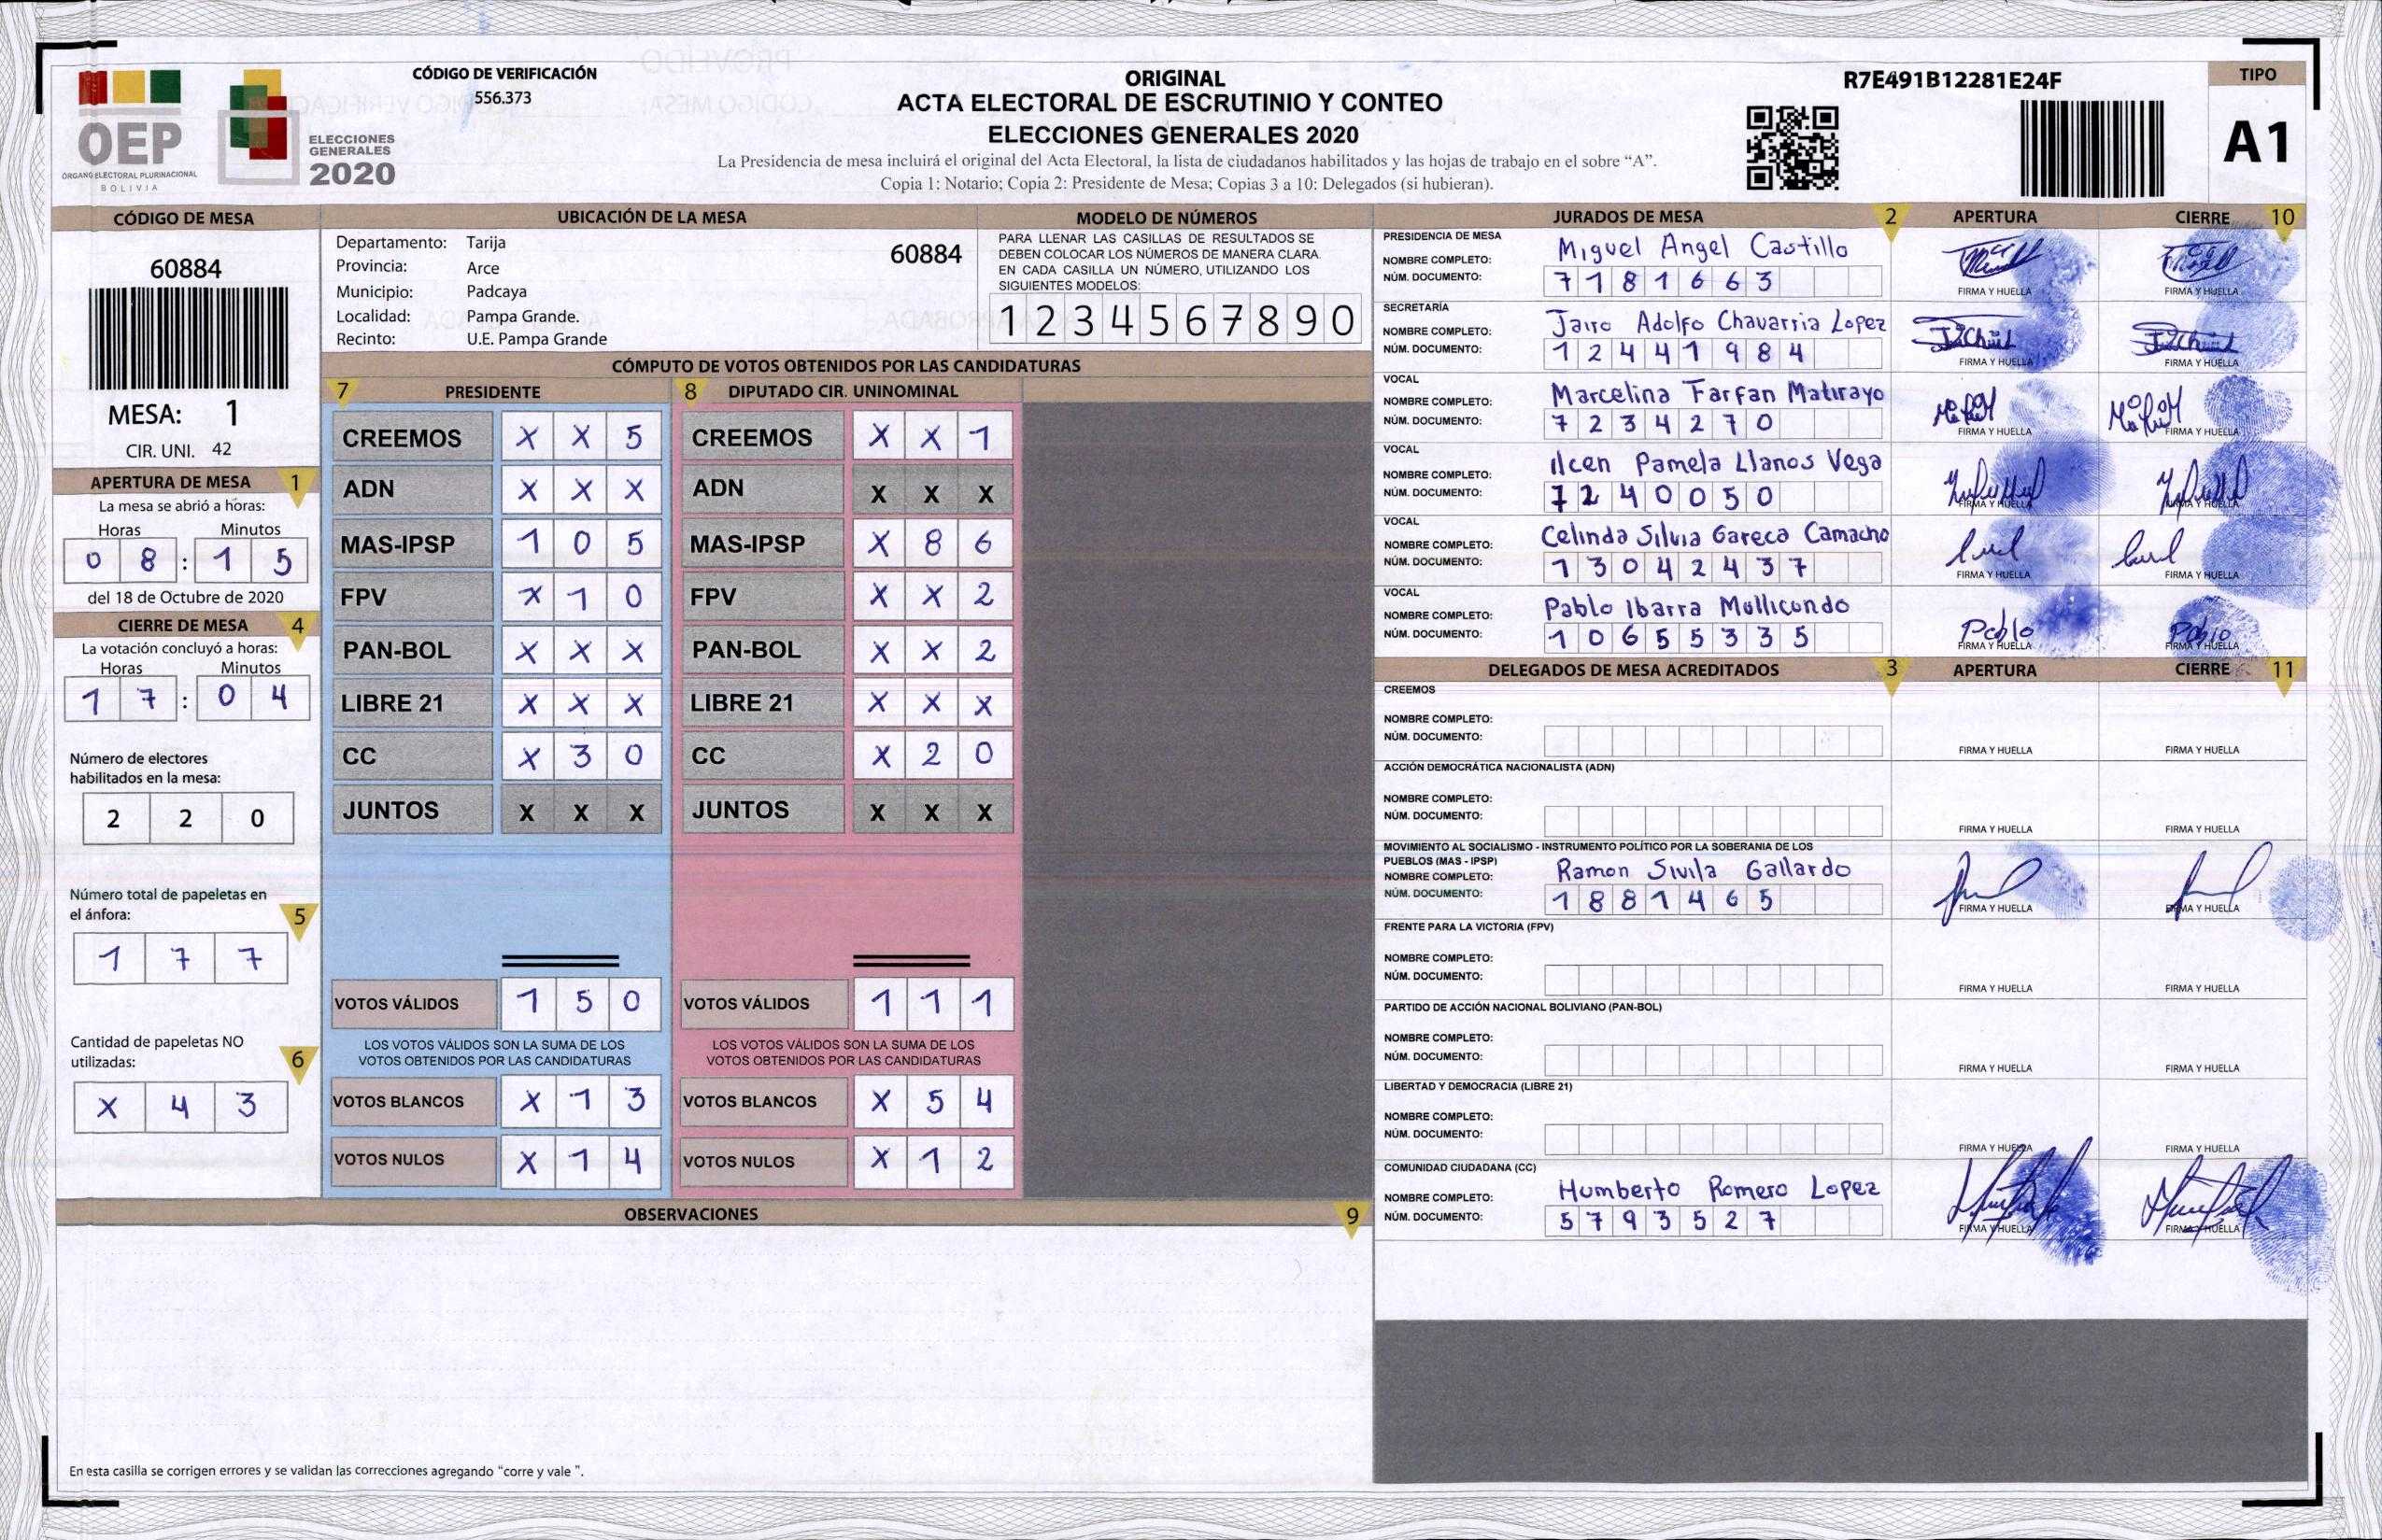 CÓDIGO DE VERIFICACIÓN
556.373
OEP
ÓRGANO ELECTORAL PLURINACIONAL
BOLIVIA
ELECCIONES
GENERALES
2020
ORIGINAL
ACTA ELECTORAL DE ESCRUTINIO Y CONTEO
ELECCIONES GENERALES 2020
La Presidencia de mesa incluirá el original del Acta Electoral, la lista de ciudadanos habilitados y las hojas de trabajo en el sobre “A”.
Copia 1: Notario; Copia 2: Presidente de Mesa; Copias 3 a 10: Delegados (si hubieran).
R7E491B12281E24F
TIPO
A1
CÓDIGO DE MESA
60884
MESA: 1
CIR. UNI. 42
APERTURA DE MESA 1
La mesa se abrió a horas:
Horas Minutos
0 8 : 1 5
del 18 de Octubre de 2020
CIERRE DE MESA 4
La votación concluyó a horas:
Horas Minutos
1 7 : 0 4
Número de electores
habilitados en la mesa:
2 2 0
Número total de papeletas en
el ánfora: 5
1 7 7
Cantidad de papeletas NO
utilizadas: 6
X 4 3
UBICACIÓN DE LA MESA
Departamento: Tarija 60884
Provincia: Arce
Municipio: Padcaya
Localidad: Pampa Grande.
Recinto: U.E. Pampa Grande
MODELO DE NÚMEROS
PARA LLENAR LAS CASILLAS DE RESULTADOS SE
DEBEN COLOCAR LOS NÚMEROS DE MANERA CLARA.
EN CADA CASILLA UN NÚMERO, UTILIZANDO LOS
SIGUIENTES MODELOS:
1 2 3 4 5 6 7 8 9 0
CÓMPUTO DE VOTOS OBTENIDOS POR LAS CANDIDATURAS
7 PRESIDENTE 8 DIPUTADO CIR. UNINOMINAL
CREEMOS X X 5 CREEMOS X X 1
ADN X X X ADN X X X
MAS-IPSP 1 0 5 MAS-IPSP X 8 6
FPV X 1 0 FPV X X 2
PAN-BOL X X X PAN-BOL X X 2
LIBRE 21 X X X LIBRE 21 X X X
CC X 3 0 CC X 2 0
JUNTOS X X X JUNTOS X X X
VOTOS VÁLIDOS 1 5 0 VOTOS VÁLIDOS 1 1 1
LOS VOTOS VÁLIDOS SON LA SUMA DE LOS LOS VOTOS VÁLIDOS SON LA SUMA DE LOS
VOTOS OBTENIDOS POR LAS CANDIDATURAS VOTOS OBTENIDOS POR LAS CANDIDATURAS
VOTOS BLANCOS X 1 3 VOTOS BLANCOS X 5 4
VOTOS NULOS X 1 4 VOTOS NULOS X 1 2
OBSERVACIONES 9
En esta casilla se corrigen errores y se validan las correcciones agregando “corre y vale ”.
JURADOS DE MESA 2 APERTURA CIERRE 10
PRESIDENCIA DE MESA
NOMBRE COMPLETO: Miguel Angel Castillo
NÚM. DOCUMENTO: 7 1 8 1 6 6 3
FIRMA Y HUELLA FIRMA Y HUELLA
SECRETARÍA
NOMBRE COMPLETO: Jairo Adolfo Chavarria Lopez
NÚM. DOCUMENTO: 1 2 4 4 1 9 8 4
FIRMA Y HUELLA FIRMA Y HUELLA
VOCAL
NOMBRE COMPLETO: Marcelina Farfan Matirayo
NÚM. DOCUMENTO: 7 2 3 4 2 7 0
FIRMA Y HUELLA FIRMA Y HUELLA
VOCAL
NOMBRE COMPLETO: ilcen Pamela Llanos Vega
NÚM. DOCUMENTO: 7 2 4 0 0 5 0
FIRMA Y HUELLA FIRMA Y HUELLA
VOCAL
NOMBRE COMPLETO: Celinda Silvia Gareca Camacho
NÚM. DOCUMENTO: 1 3 0 4 2 4 3 7
FIRMA Y HUELLA FIRMA Y HUELLA
VOCAL
NOMBRE COMPLETO: Pablo Ibarra Mullicundo
NÚM. DOCUMENTO: 1 0 6 5 5 3 3 5
Pablo Pablo
FIRMA Y HUELLA FIRMA Y HUELLA
DELEGADOS DE MESA ACREDITADOS 3 APERTURA CIERRE 11
CREEMOS
NOMBRE COMPLETO:
NÚM. DOCUMENTO:
FIRMA Y HUELLA FIRMA Y HUELLA
ACCIÓN DEMOCRÁTICA NACIONALISTA (ADN)
NOMBRE COMPLETO:
NÚM. DOCUMENTO:
FIRMA Y HUELLA FIRMA Y HUELLA
MOVIMIENTO AL SOCIALISMO - INSTRUMENTO POLÍTICO POR LA SOBERANIA DE LOS
PUEBLOS (MAS - IPSP)
NOMBRE COMPLETO: Ramon Sivila Gallardo
NÚM. DOCUMENTO: 1 8 8 1 4 6 5
FIRMA Y HUELLA FIRMA Y HUELLA
FRENTE PARA LA VICTORIA (FPV)
NOMBRE COMPLETO:
NÚM. DOCUMENTO:
FIRMA Y HUELLA FIRMA Y HUELLA
PARTIDO DE ACCIÓN NACIONAL BOLIVIANO (PAN-BOL)
NOMBRE COMPLETO:
NÚM. DOCUMENTO:
FIRMA Y HUELLA FIRMA Y HUELLA
LIBERTAD Y DEMOCRACIA (LIBRE 21)
NOMBRE COMPLETO:
NÚM. DOCUMENTO:
FIRMA Y HUELLA FIRMA Y HUELLA
COMUNIDAD CIUDADANA (CC)
NOMBRE COMPLETO: Humberto Romero Lopez
NÚM. DOCUMENTO: 5 7 9 3 5 2 7
FIRMA Y HUELLA FIRMA Y HUELLA